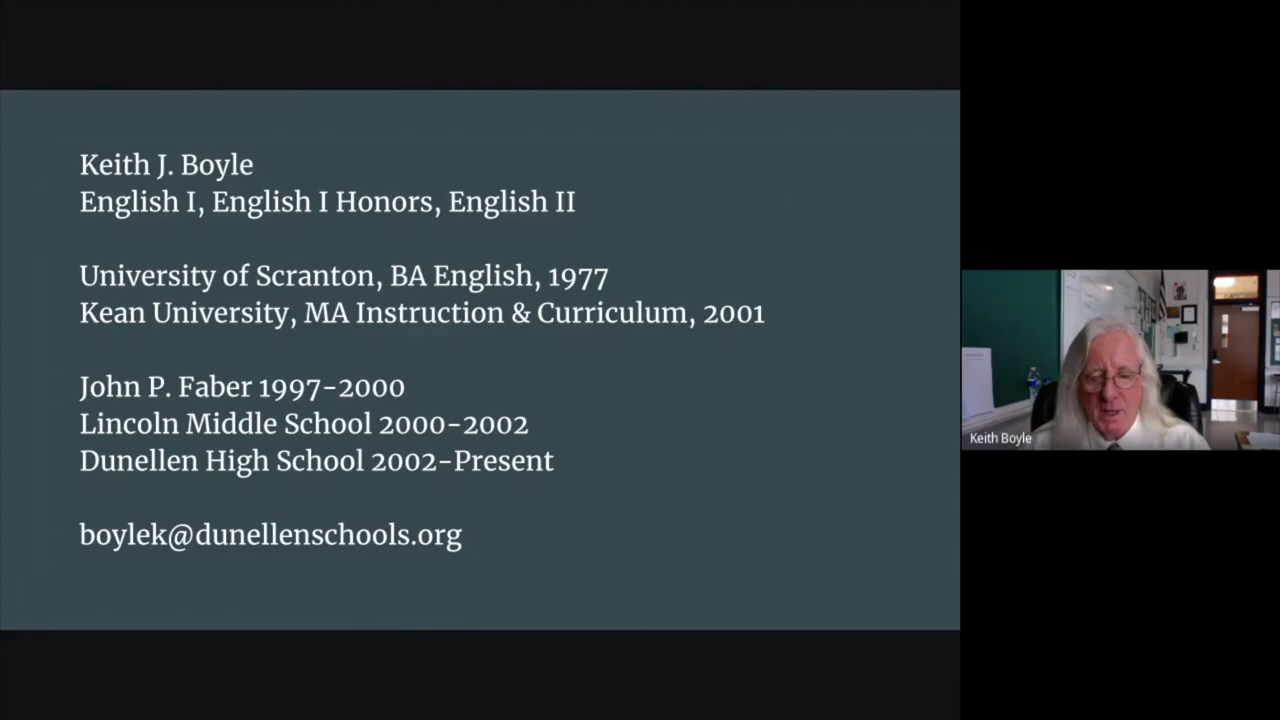 Keith J. Boyle
English I, English I Honors, English II
University of Scranton, BA English, 1977
Kean University, MA Instruction & Curriculum, 2001
John P. Faber 1997-2000
Lincoln Middle School 2000-2002
Dunellen High School 2002-Present
boylek@dunellenschools.org
Keith Boyle